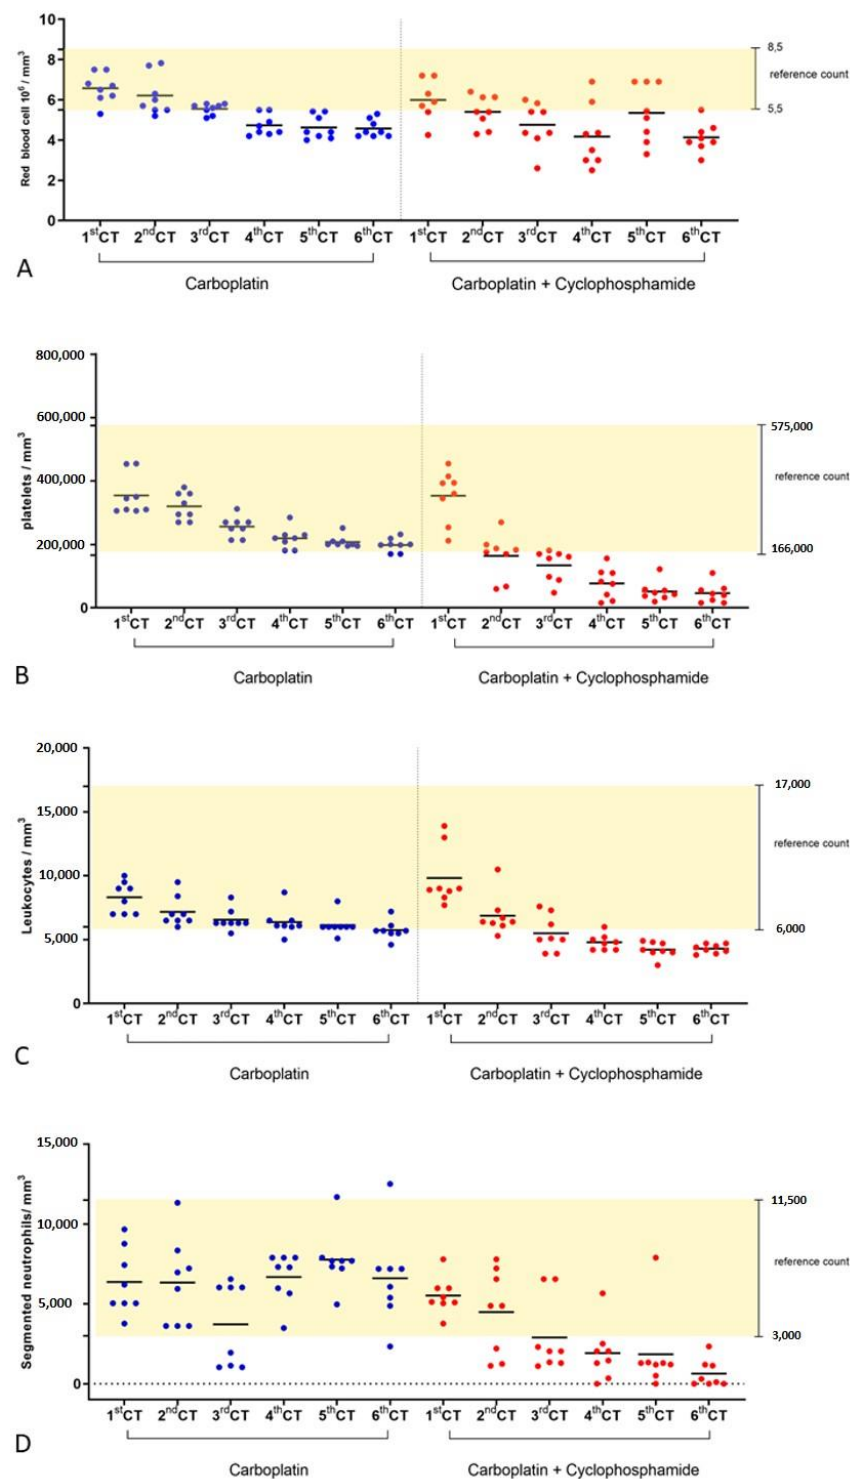 Red blood cell 10⁶ / mm³
10
8
6
4
2
0
8,5
reference count
5,5
1ˢᵗCT 2ⁿᵈCT 3ʳᵈCT 4ᵗʰCT 5ᵗʰCT 6ᵗʰCT 1ˢᵗCT 2ⁿᵈCT 3ʳᵈCT 4ᵗʰCT 5ᵗʰCT 6ᵗʰCT
A
Carboplatin Carboplatin + Cyclophosphamide
platelets / mm³
800,000
600,000
400,000
200,000
0
575,000
reference count
166,000
1ˢᵗCT 2ⁿᵈCT 3ʳᵈCT 4ᵗʰCT 5ᵗʰCT 6ᵗʰCT 1ˢᵗCT 2ⁿᵈCT 3ʳᵈCT 4ᵗʰCT 5ᵗʰCT 6ᵗʰCT
B
Carboplatin Carboplatin + Cyclophosphamide
Leukocytes / mm³
20,000
15,000
10,000
5,000
0
17,000
reference count
6,000
1ˢᵗCT 2ⁿᵈCT 3ʳᵈCT 4ᵗʰCT 5ᵗʰCT 6ᵗʰCT 1ˢᵗCT 2ⁿᵈCT 3ʳᵈCT 4ᵗʰCT 5ᵗʰCT 6ᵗʰCT
C
Carboplatin Carboplatin + Cyclophosphamide
Segmented neutrophils/ mm³
15,000
10,000
5,000
0
11,500
reference count
3,000
1ˢᵗCT 2ⁿᵈCT 3ʳᵈCT 4ᵗʰCT 5ᵗʰCT 6ᵗʰCT 1ˢᵗCT 2ⁿᵈCT 3ʳᵈCT 4ᵗʰCT 5ᵗʰCT 6ᵗʰCT
D
Carboplatin Carboplatin + Cyclophosphamide